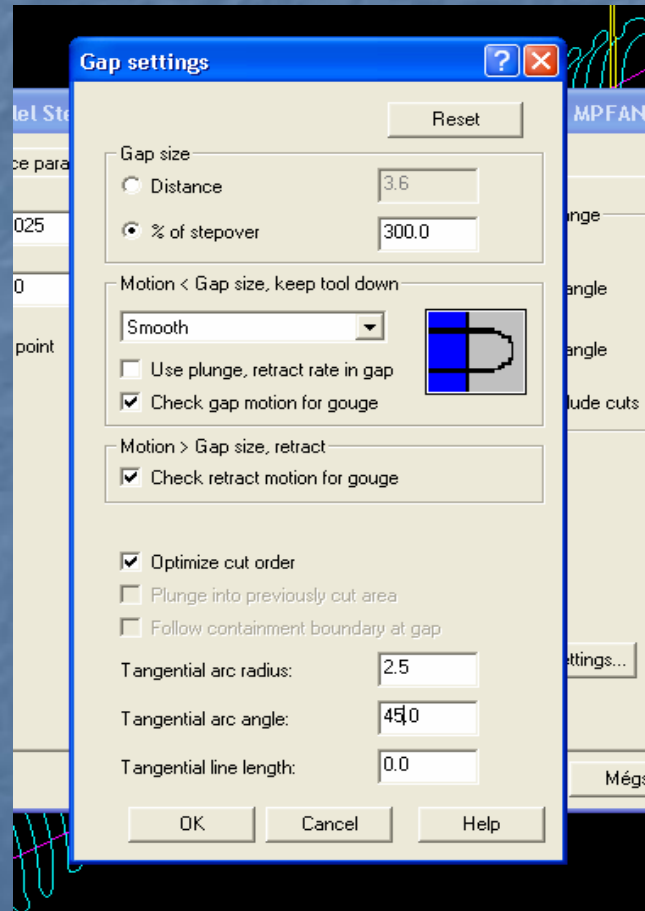 Gap settings
lel Ste
MPFAN
Reset
ce para
Gap size
Distance
3.6
ange
025
% of stepover
300.0
0
Motion < Gap size, keep tool down
angle
Smooth
point
angle
Use plunge, retract rate in gap
Check gap motion for gouge
lude cuts
Motion > Gap size, retract
Check retract motion for gouge
Optimize cut order
Plunge into previously cut area
Follow containment boundary at gap
Tangential arc radius:
2.5
ettings...
Tangential arc angle:
45.0
Tangential line length:
0.0
Mégs
OK
Cancel
Help